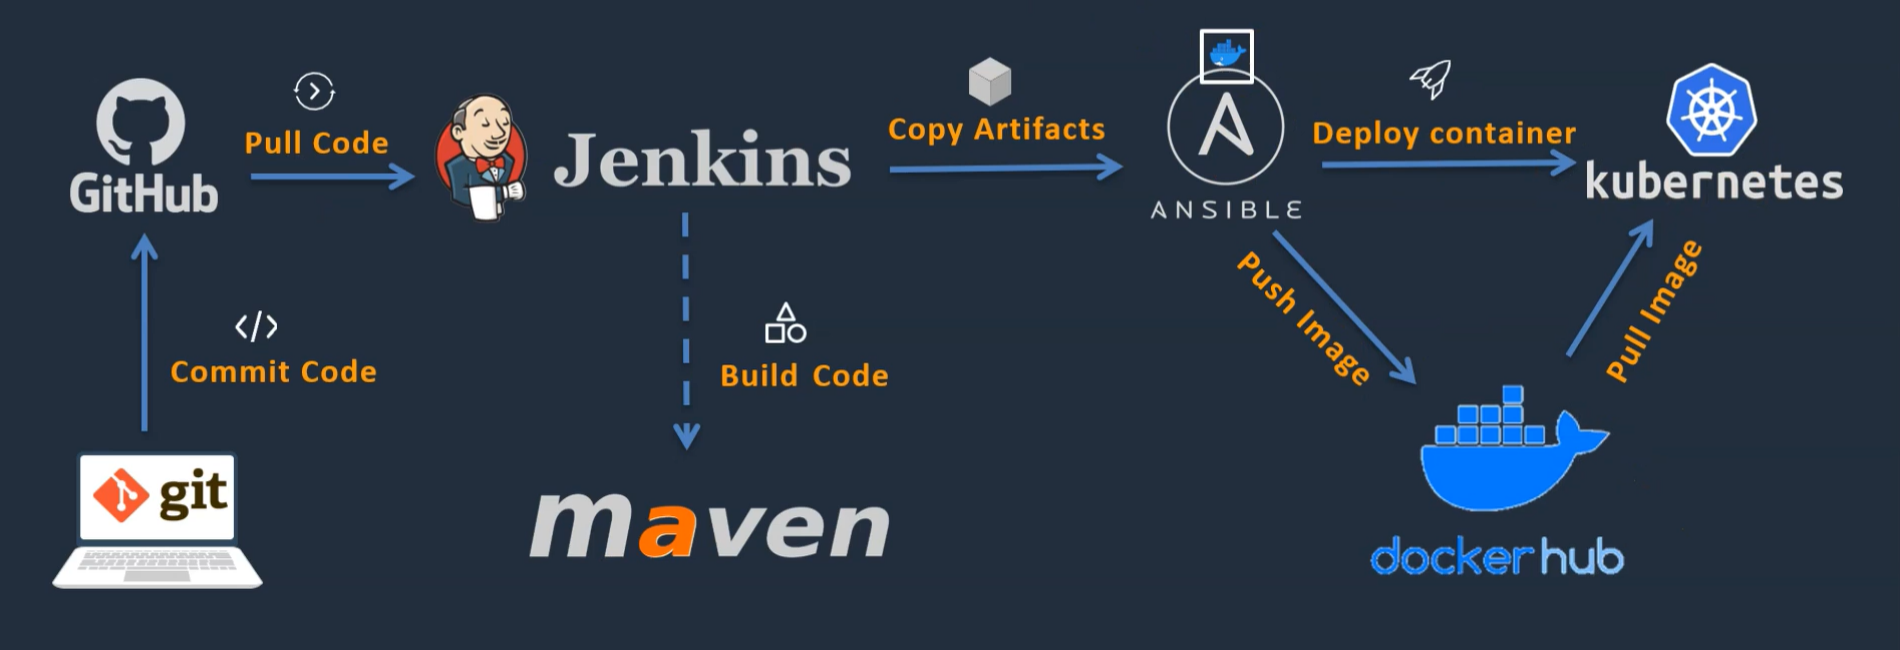 GitHub
Pull Code
Jenkins
Copy Artifacts
ANSIBLE
Deploy container
kubernetes
Commit Code
Build Code
Push Image
Pull Image
git
maven
dockerhub